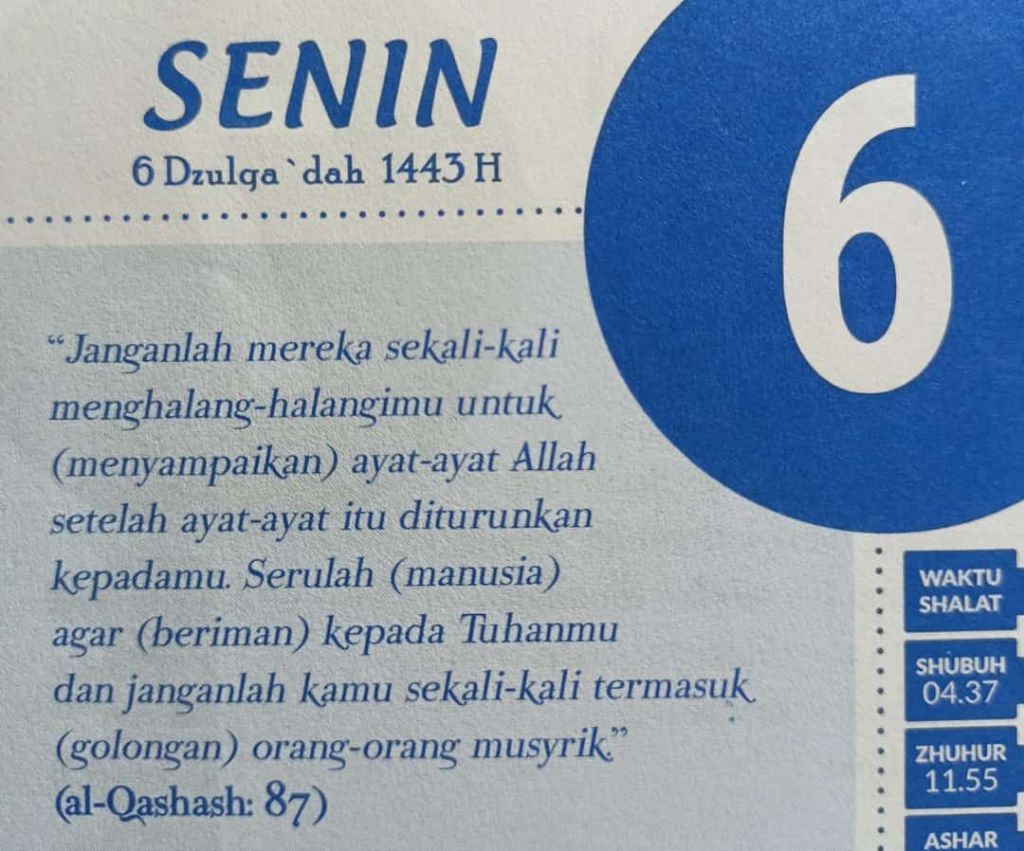 SENIN
6 Dzulqa`dah 1443 H
6
“Janganlah mereka sekali-kali
menghalang-halangimu untuk
(menyampaikan) ayat-ayat Allah
setelah ayat-ayat itu diturunkan
kepadamu. Serulah (manusia)
agar (beriman) kepada Tuhanmu
dan janganlah kamu sekali-kali termasuk
(golongan) orang-orang musyrik.”
(al-Qashash: 87)
WAKTU
SHALAT
SHUBUH
04.37
ZHUHUR
11.55
ASHAR